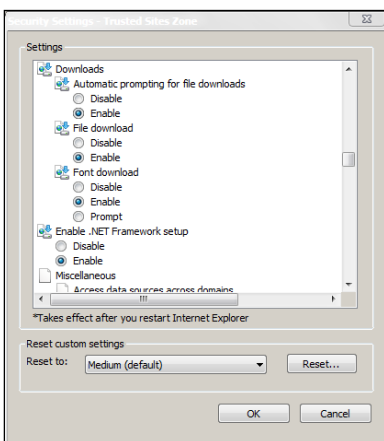 Security Settings - Trusted Sites Zone
Settings
Downloads
Automatic prompting for file downloads
Disable
Enable
File download
Disable
Enable
Font download
Disable
Enable
Prompt
Enable .NET Framework setup
Disable
Enable
Miscellaneous
Access data sources across domains
*Takes effect after you restart Internet Explorer
Reset custom settings
Reset to: Medium (default) Reset...
OK Cancel